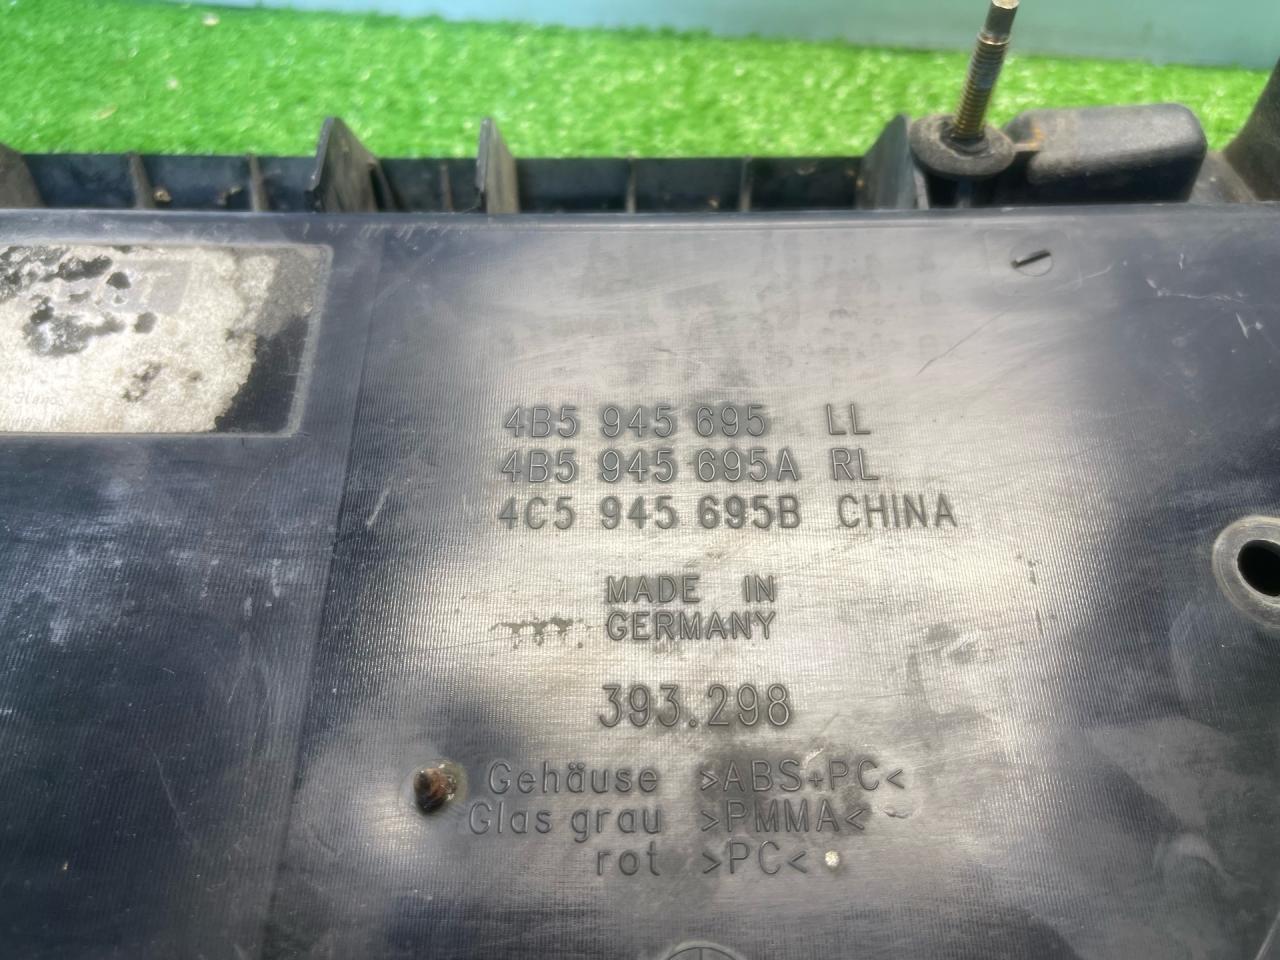 4B5 945 695 LL
4B5 945 695A RL
4C5 945 695B CHINA
MADE IN
GERMANY
393.298
Gehäuse >ABS+PC<
Glas grau >PMMA<
rot >PC<